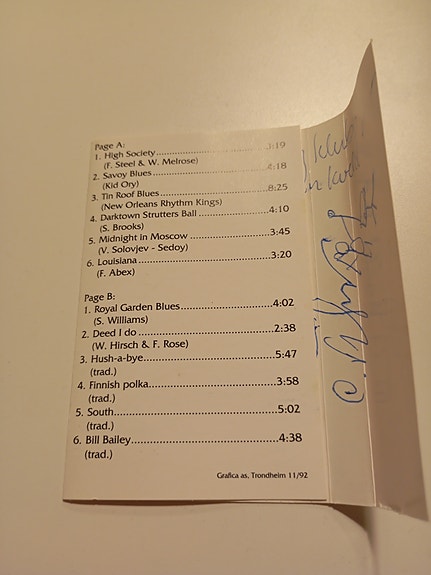 Page A:
1. High Society..........................3:19
(F. Steel & W. Melrose)
2. Savoy Blues..........................4:18
(Kid Ory)
3. Tin Roof Blues..........................8:25
(New Orleans Rhythm Kings)
4. Darktown Strutters Ball..............4:10
(S. Brooks)
5. Midnight in Moscow..................3:45
(V. Solovjev - Sedoy)
6. Louisiana..........................3:20
(F. Abex)
Page B:
1. Royal Garden Blues..................4:02
(S. Williams)
2. Deed I do..........................2:38
(W. Hirsch & F. Rose)
3. Hush-a-bye..........................5:47
(trad.)
4. Finnish polka..........................3:58
(trad.)
5. South..........................5:02
(trad.)
6. Bill Bailey..........................4:38
(trad.)
Grafica as, Trondheim 11/92